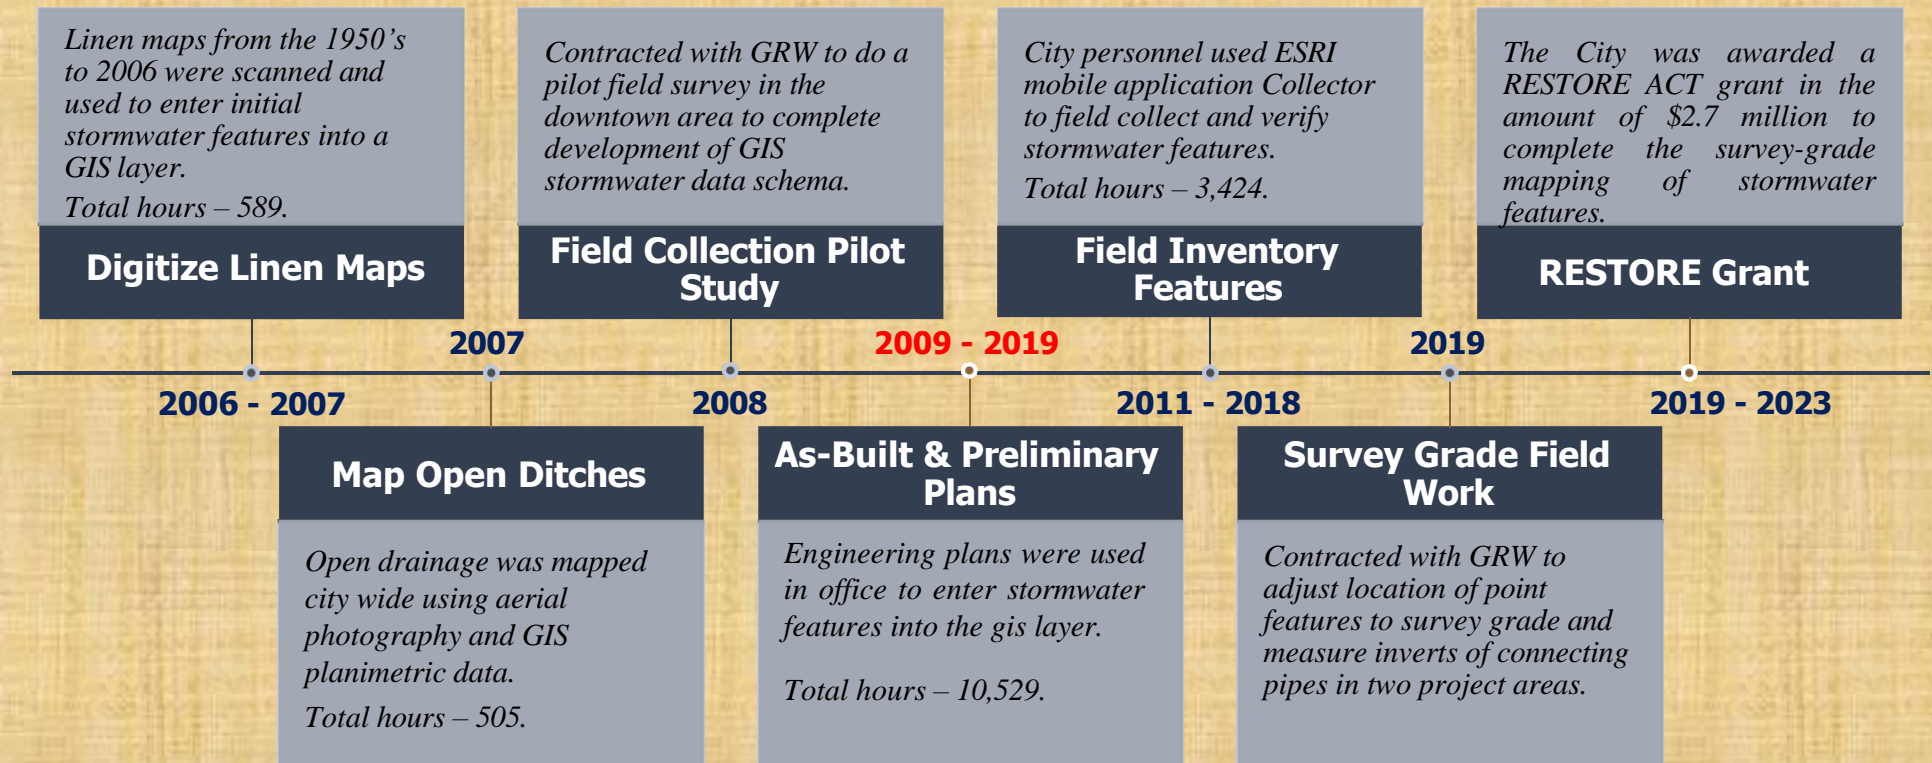 Linen maps from the 1950’s
to 2006 were scanned and
used to enter initial
stormwater features into a
GIS layer.
Total hours – 589.
Digitize Linen Maps
2006 - 2007
2007
Map Open Ditches
Open drainage was mapped
city wide using aerial
photography and GIS
planimetric data.
Total hours – 505.
Contracted with GRW to do a
pilot field survey in the
downtown area to complete
development of GIS
stormwater data schema.
Field Collection Pilot
Study
2008
2009 - 2019
As-Built & Preliminary
Plans
Engineering plans were used
in office to enter stormwater
features into the gis layer.
Total hours – 10,529.
City personnel used ESRI
mobile application Collector
to field collect and verify
stormwater features.
Total hours – 3,424.
Field Inventory
Features
2011 - 2018
2019
Survey Grade Field
Work
Contracted with GRW to
adjust location of point
features to survey grade and
measure inverts of connecting
pipes in two project areas.
The City was awarded a
RESTORE ACT grant in the
amount of $2.7 million to
complete the survey-grade
mapping of stormwater
features.
RESTORE Grant
2019 - 2023